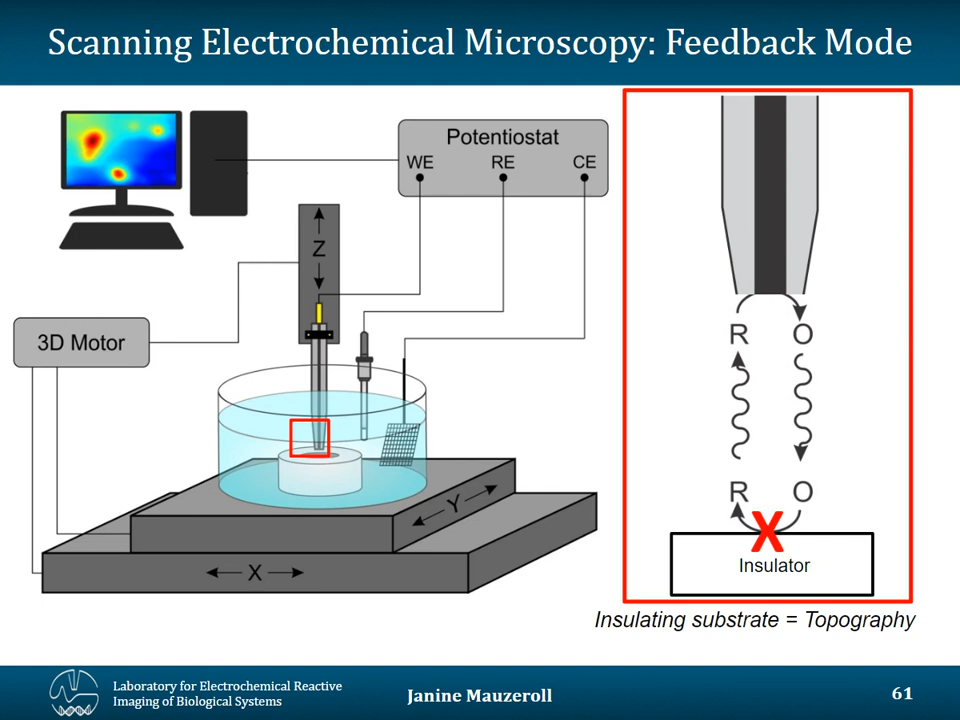 Scanning Electrochemical Microscopy: Feedback Mode
Potentiostat
WE RE CE
Z
3D Motor
Y
X
R O
R O
X
Insulator
Insulating substrate = Topography
Laboratory for Electrochemical Reactive
Imaging of Biological Systems
Janine Mauzeroll
61